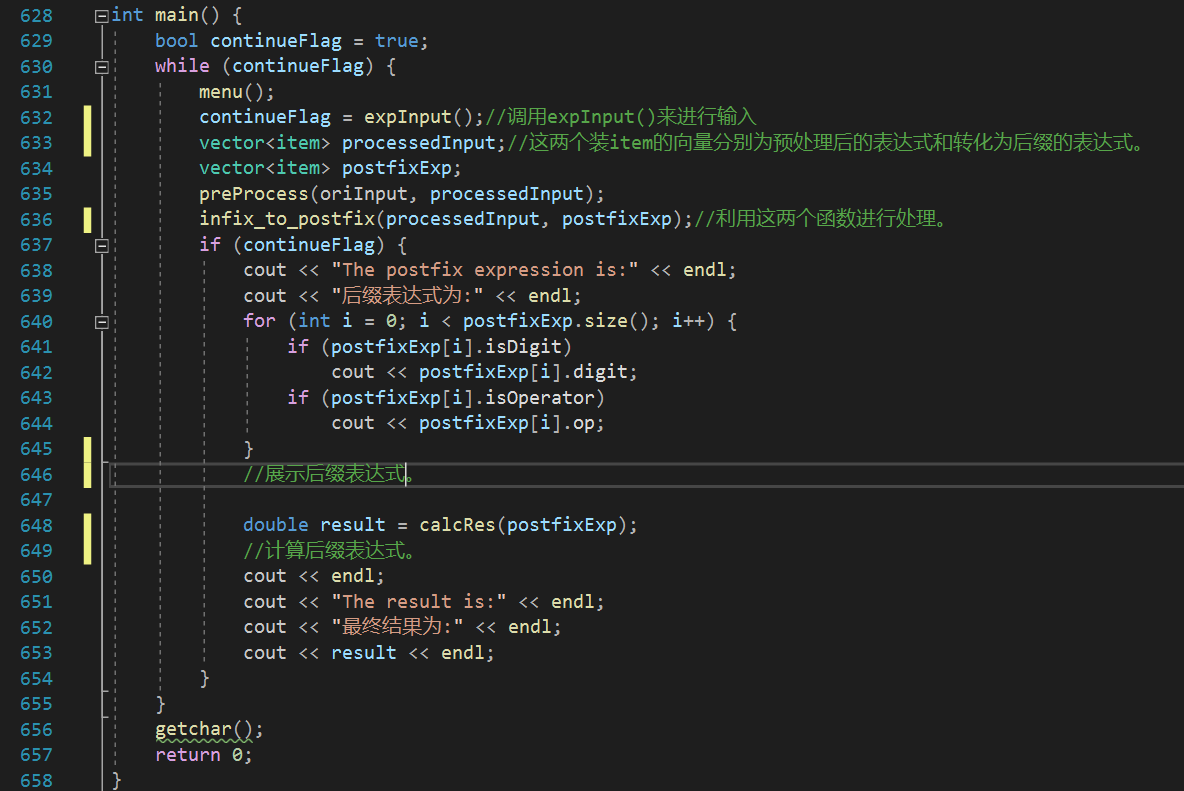 628 int main() {
629 bool continueFlag = true;
630 while (continueFlag) {
631 menu();
632 continueFlag = expInput();//调用expInput()来进行输入
633 vector<item> processedInput;//这两个装item的向量分别为预处理后的表达式和转化为后缀的表达式。
634 vector<item> postfixExp;
635 preProcess(oriInput, processedInput);
636 infix_to_postfix(processedInput, postfixExp);//利用这两个函数进行处理。
637 if (continueFlag) {
638 cout << "The postfix expression is:" << endl;
639 cout << "后缀表达式为:" << endl;
640 for (int i = 0; i < postfixExp.size(); i++) {
641 if (postfixExp[i].isDigit)
642 cout << postfixExp[i].digit;
643 if (postfixExp[i].isOperator)
644 cout << postfixExp[i].op;
645 }
646 //展示后缀表达式。
647
648 double result = calcRes(postfixExp);
649 //计算后缀表达式。
650 cout << endl;
651 cout << "The result is:" << endl;
652 cout << "最终结果为:" << endl;
653 cout << result << endl;
654 }
655 }
656 getchar();
657 return 0;
658 }